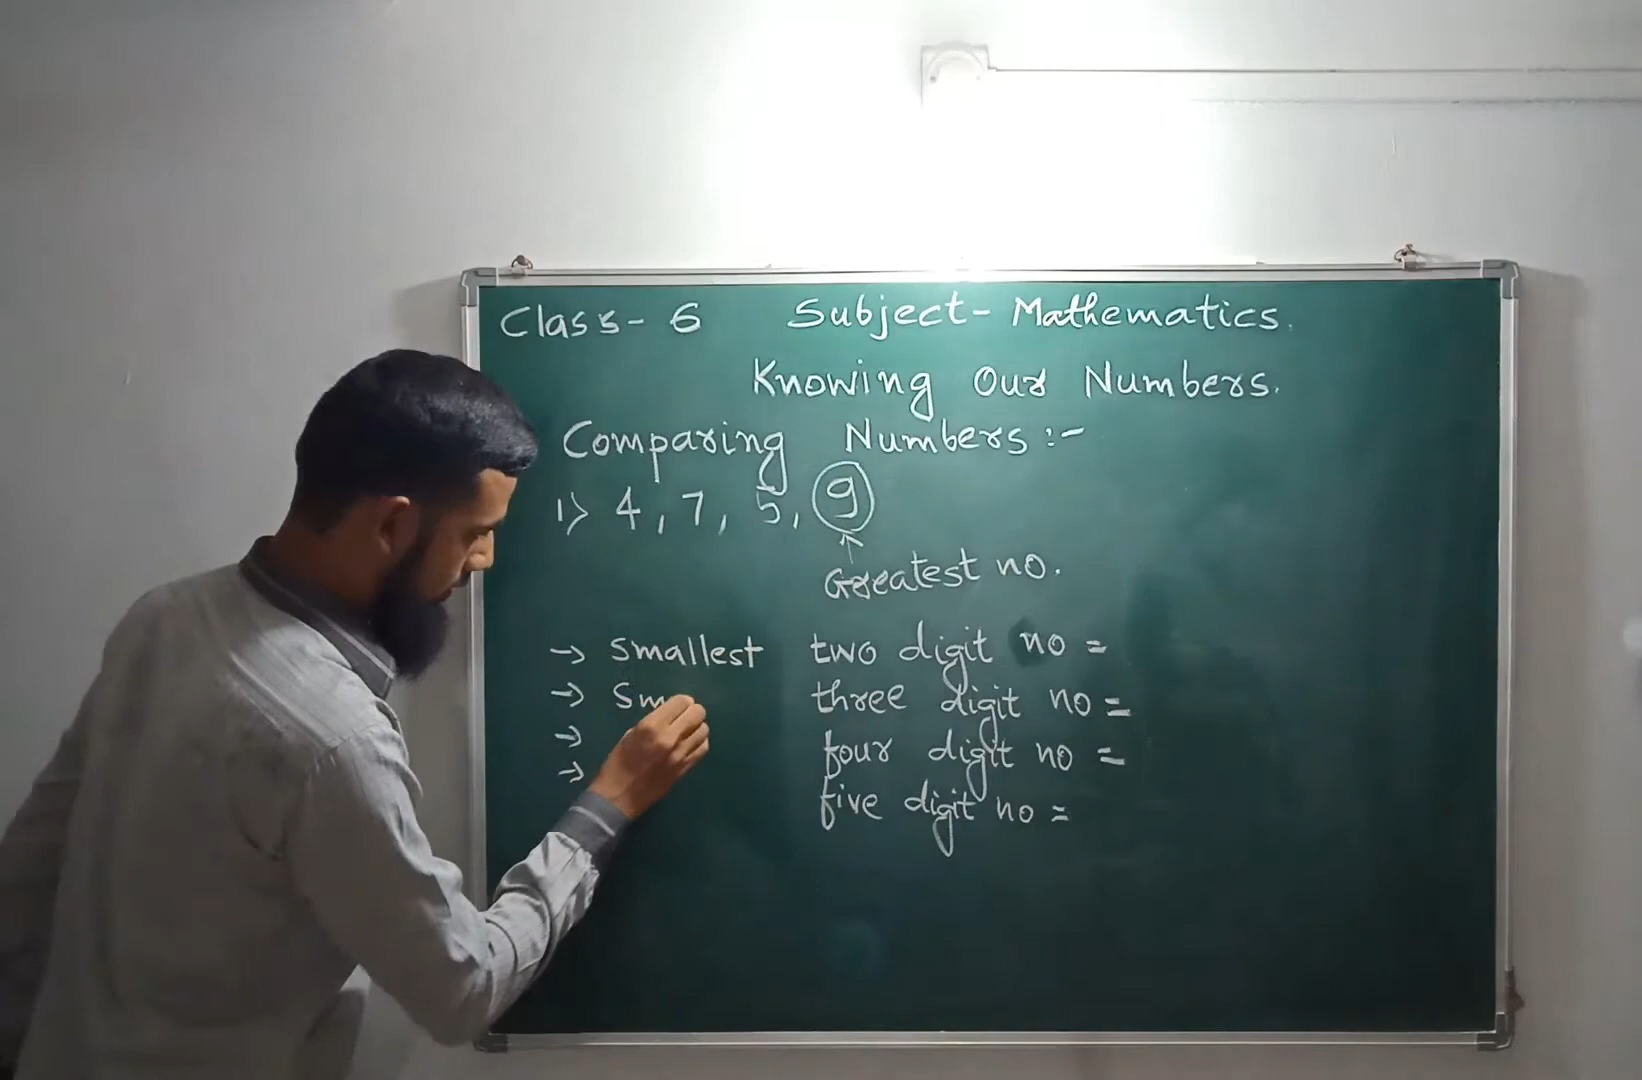 Class - 6 Subject - Mathematics.
Knowing Our Numbers.
Comparing Numbers :-
1) 4, 7, 5, 9
Greatest no.
→ Smallest two digit no =
→ Sm three digit no =
→ four digit no =
→ five digit no =